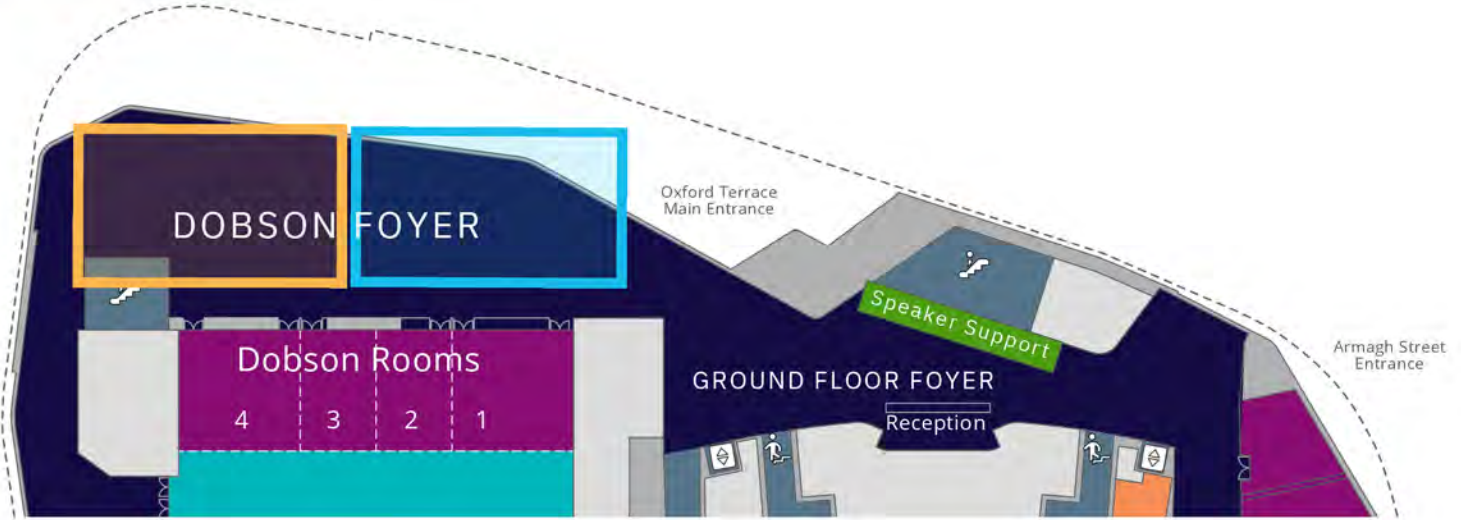 Oxford Terrace
Main Entrance
DOBSON FOYER
Speaker Support
Armagh Street
Entrance
Dobson Rooms
GROUND FLOOR FOYER
4 3 2 1
Reception